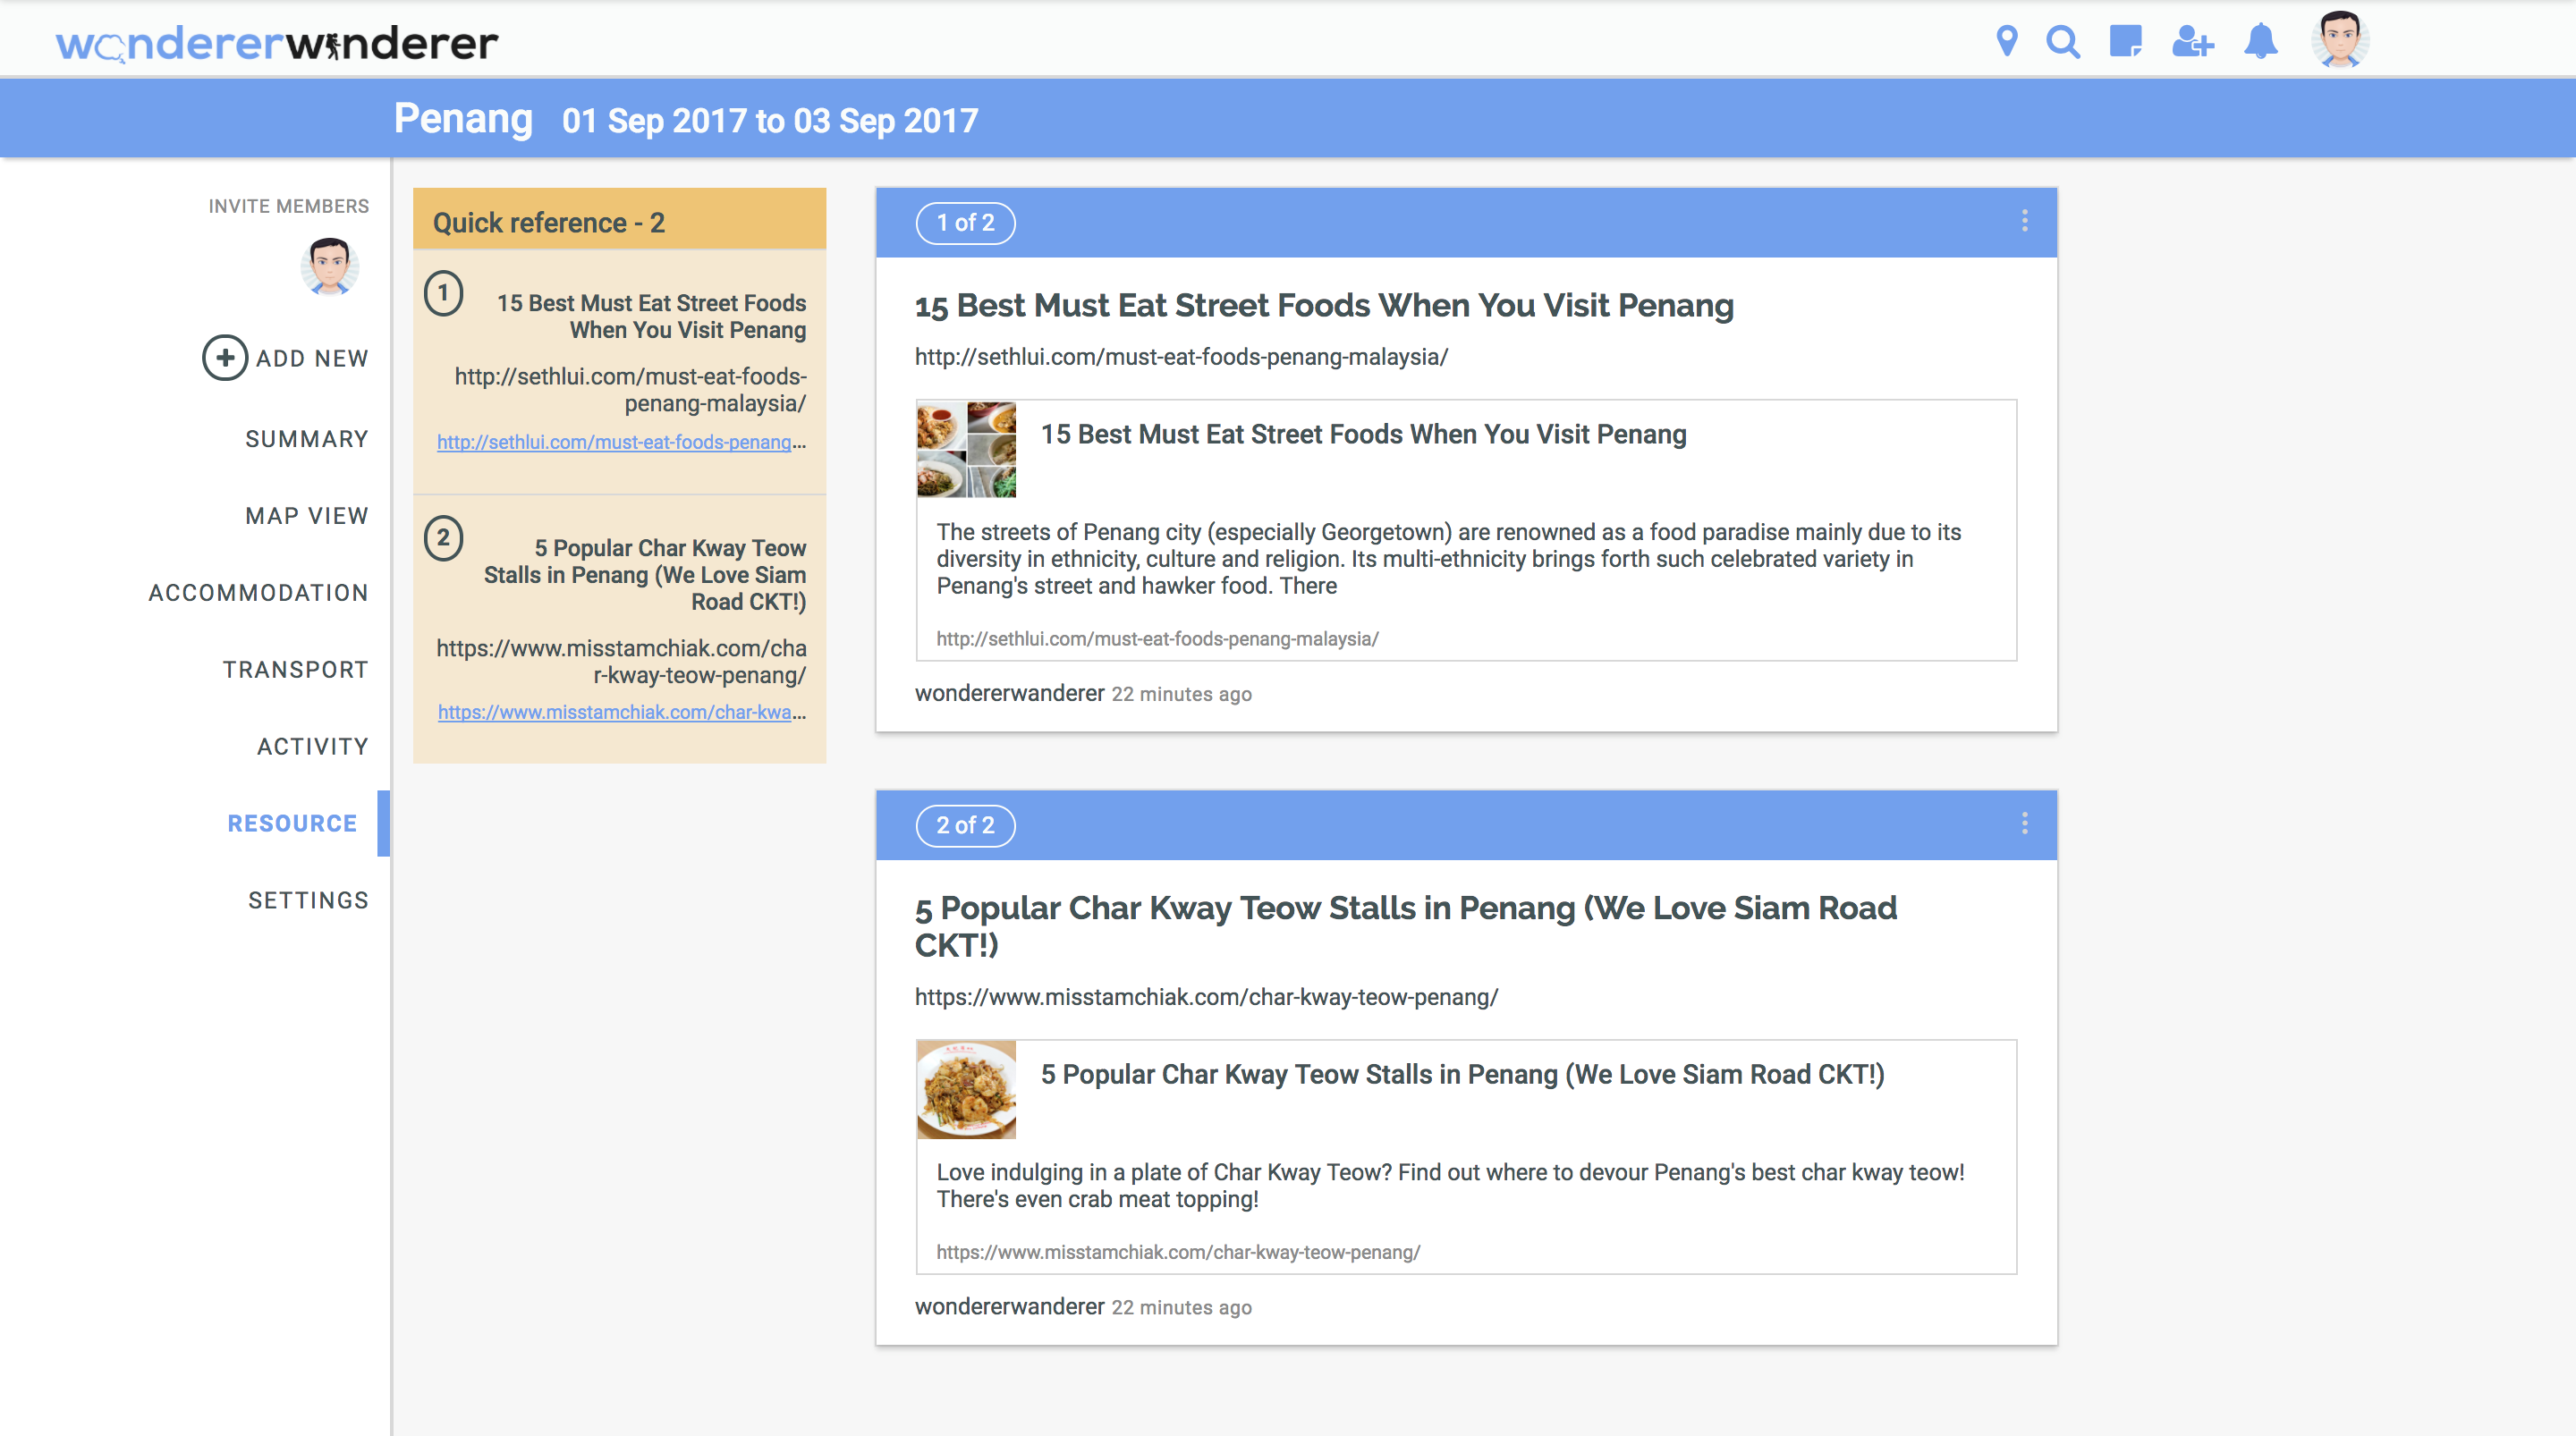 wondererwanderer
Penang 01 Sep 2017 to 03 Sep 2017
INVITE MEMBERS
ADD NEW
SUMMARY
MAP VIEW
ACCOMMODATION
TRANSPORT
ACTIVITY
RESOURCE
SETTINGS
Quick reference - 2
1
15 Best Must Eat Street Foods
When You Visit Penang
http://sethlui.com/must-eat-foods-
penang-malaysia/
http://sethlui.com/must-eat-foods-penang...
2
5 Popular Char Kway Teow
Stalls in Penang (We Love Siam
Road CKT!)
https://www.misstamchiak.com/cha
r-kway-teow-penang/
https://www.misstamchiak.com/char-kwa...
1 of 2
15 Best Must Eat Street Foods When You Visit Penang
http://sethlui.com/must-eat-foods-penang-malaysia/
15 Best Must Eat Street Foods When You Visit Penang
The streets of Penang city (especially Georgetown) are renowned as a food paradise mainly due to its
diversity in ethnicity, culture and religion. Its multi-ethnicity brings forth such celebrated variety in
Penang's street and hawker food. There
http://sethlui.com/must-eat-foods-penang-malaysia/
wondererwanderer 22 minutes ago
2 of 2
5 Popular Char Kway Teow Stalls in Penang (We Love Siam Road
CKT!)
https://www.misstamchiak.com/char-kway-teow-penang/
5 Popular Char Kway Teow Stalls in Penang (We Love Siam Road CKT!)
Love indulging in a plate of Char Kway Teow? Find out where to devour Penang's best char kway teow!
There's even crab meat topping!
https://www.misstamchiak.com/char-kway-teow-penang/
wondererwanderer 22 minutes ago